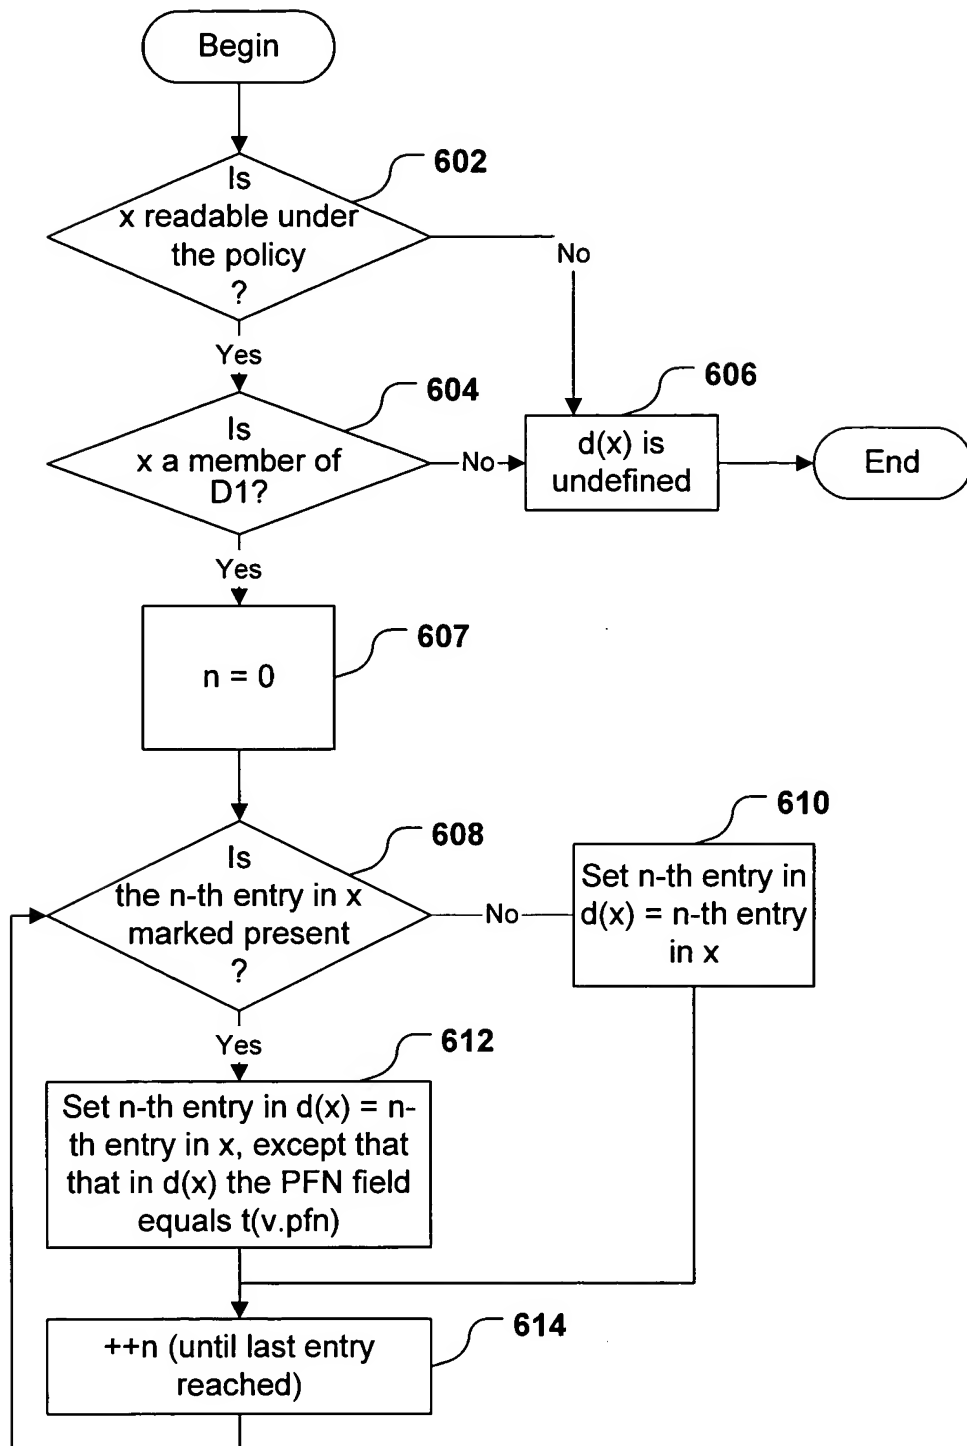 Begin
602
Is
x readable under
the policy
?
No
Yes
604
Is
x a member of
D1?
No
606
d(x) is
undefined
End
Yes
607
n = 0
608
Is
the n-th entry in x
marked present
?
No
610
Set n-th entry in
d(x) = n-th entry
in x
Yes
612
Set n-th entry in d(x) = n-
th entry in x, except that
that in d(x) the PFN field
equals t(v.pfn)
614
++n (until last entry
reached)